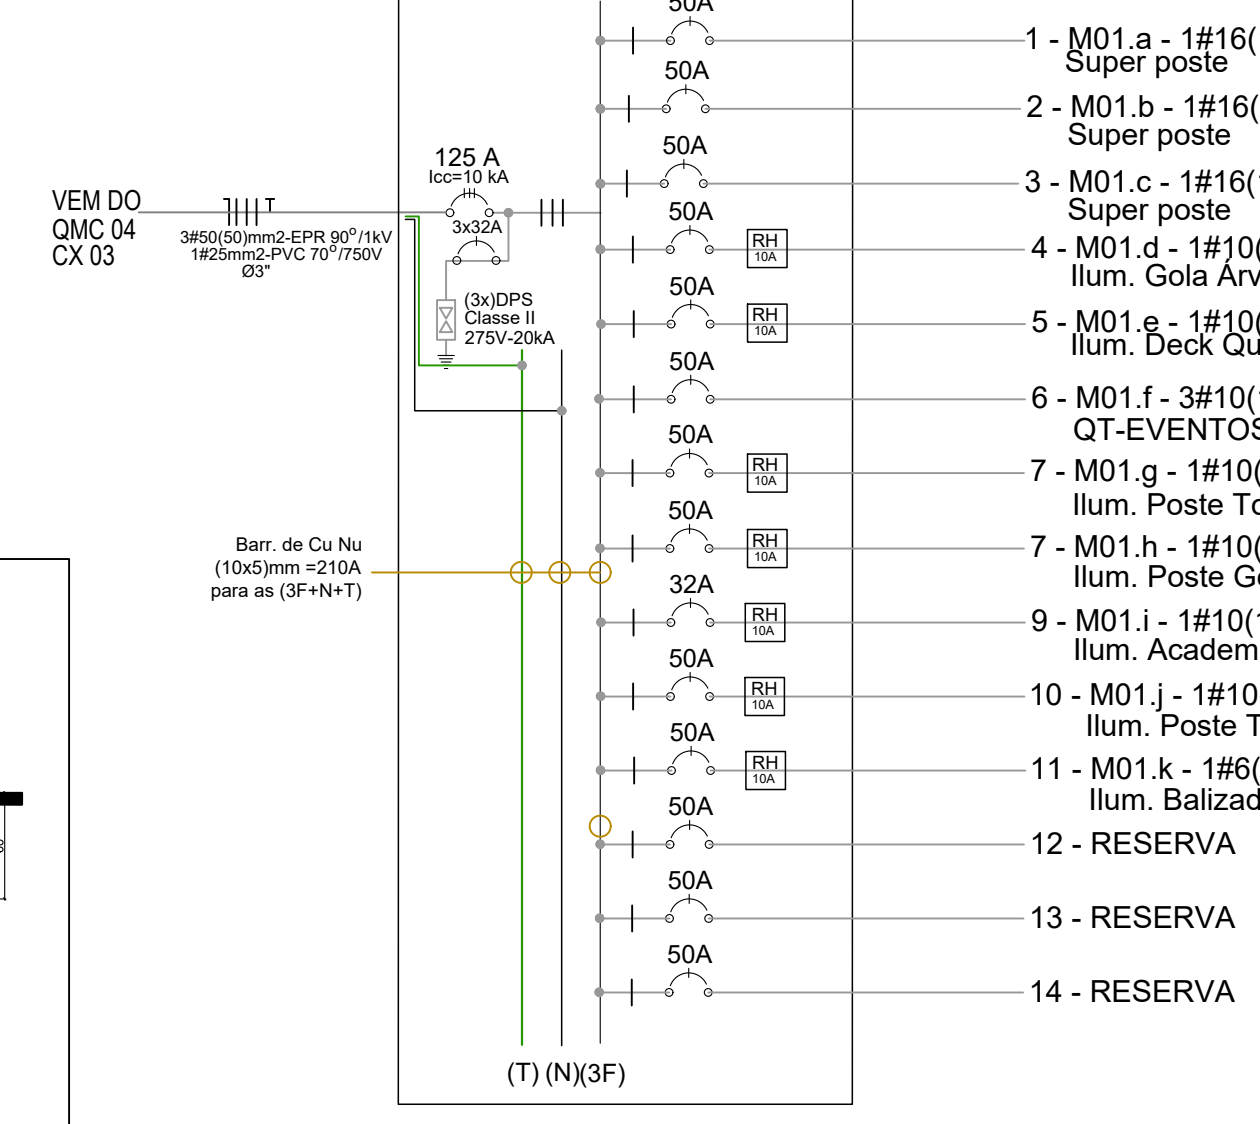 50A
1 - M01.a - 1#16(
Super poste
50A
2 - M01.b - 1#16(
Super poste
50A
3 - M01.c - 1#16(
Super poste
125 A
Icc=10 kA
VEM DO
QMC 04
CX 03
3#50(50)mm2-EPR 90°/1kV
1#25mm2-PVC 70°/750V
Ø3"
3x32A
(3x)DPS
Classe II
275V-20kA
50A
RH
10A
4 - M01.d - 1#10(
Ilum. Gola Árv
50A
RH
10A
5 - M01.e - 1#10(
Ilum. Deck Qu
50A
6 - M01.f - 3#10(
QT-EVENTOS
50A
RH
10A
7 - M01.g - 1#10(
Ilum. Poste To
50A
RH
10A
7 - M01.h - 1#10(
Ilum. Poste Go
Barr. de Cu Nu
(10x5)mm =210A
para as (3F+N+T)
32A
RH
10A
9 - M01.i - 1#10(
Ilum. Academ
50A
RH
10A
10 - M01.j - 1#10
Ilum. Poste T
50A
RH
10A
11 - M01.k - 1#6(
Ilum. Balizad
50A
12 - RESERVA
50A
13 - RESERVA
50A
14 - RESERVA
(T) (N)(3F)